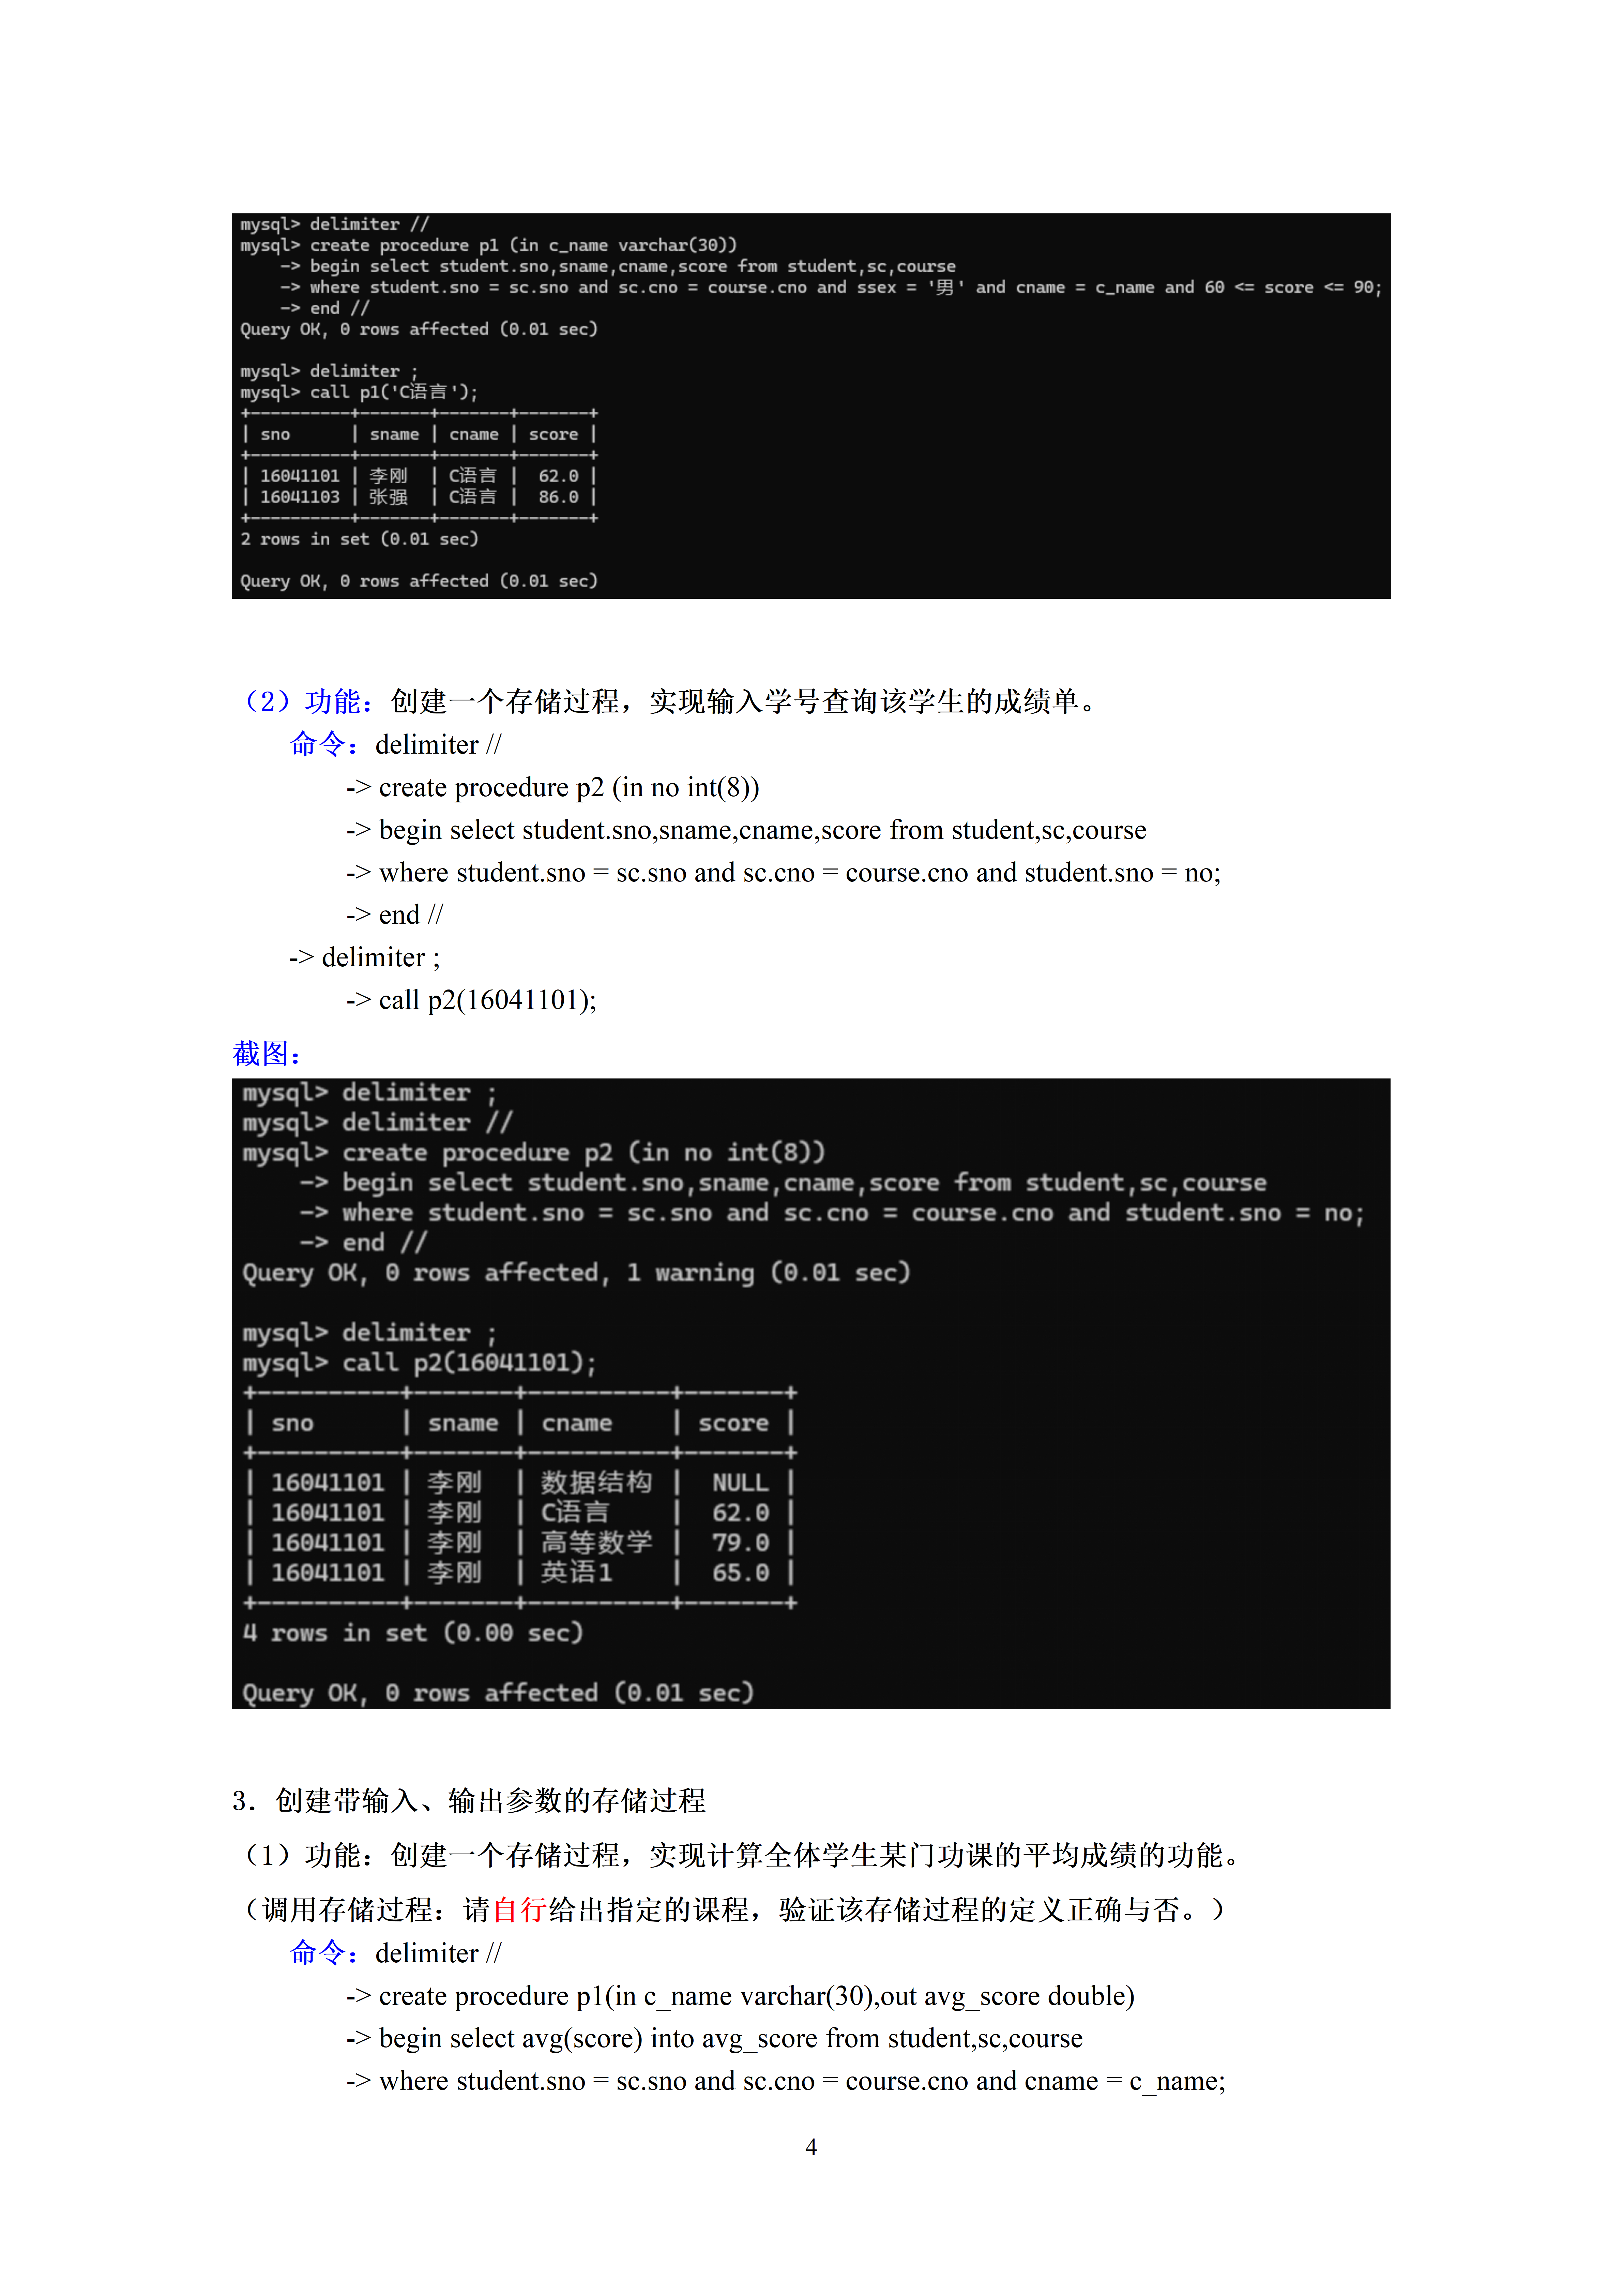 mysql> delimiter //
mysql> create procedure p1 (in c_name varchar(30))
    -> begin select student.sno,sname,cname,score from student,sc,course
    -> where student.sno = sc.sno and sc.cno = course.cno and ssex = '男' and cname = c_name and 60 <= score <= 90;
    -> end //
Query OK, 0 rows affected (0.01 sec)

mysql> delimiter ;
mysql> call p1('C语言');
+----------+-------+-------+-------+
| sno      | sname | cname | score |
+----------+-------+-------+-------+
| 16041101 | 李刚  | C语言 |  62.0 |
| 16041103 | 张强  | C语言 |  86.0 |
+----------+-------+-------+-------+
2 rows in set (0.01 sec)

Query OK, 0 rows affected (0.01 sec)

（2）功能：创建一个存储过程，实现输入学号查询该学生的成绩单。
命令：delimiter //
-> create procedure p2 (in no int(8))
-> begin select student.sno,sname,cname,score from student,sc,course
-> where student.sno = sc.sno and sc.cno = course.cno and student.sno = no;
-> end //
-> delimiter ;
-> call p2(16041101);
截图：
mysql> delimiter ;
mysql> delimiter //
mysql> create procedure p2 (in no int(8))
    -> begin select student.sno,sname,cname,score from student,sc,course
    -> where student.sno = sc.sno and sc.cno = course.cno and student.sno = no;
    -> end //
Query OK, 0 rows affected, 1 warning (0.01 sec)

mysql> delimiter ;
mysql> call p2(16041101);
+----------+-------+----------+-------+
| sno      | sname | cname    | score |
+----------+-------+----------+-------+
| 16041101 | 李刚  | 数据结构 |  NULL |
| 16041101 | 李刚  | C语言    |  62.0 |
| 16041101 | 李刚  | 高等数学 |  79.0 |
| 16041101 | 李刚  | 英语1    |  65.0 |
+----------+-------+----------+-------+
4 rows in set (0.00 sec)

Query OK, 0 rows affected (0.01 sec)

3．创建带输入、输出参数的存储过程
（1）功能：创建一个存储过程，实现计算全体学生某门功课的平均成绩的功能。
（调用存储过程：请自行给出指定的课程，验证该存储过程的定义正确与否。）
命令：delimiter //
-> create procedure p1(in c_name varchar(30),out avg_score double)
-> begin select avg(score) into avg_score from student,sc,course
-> where student.sno = sc.sno and sc.cno = course.cno and cname = c_name;
4